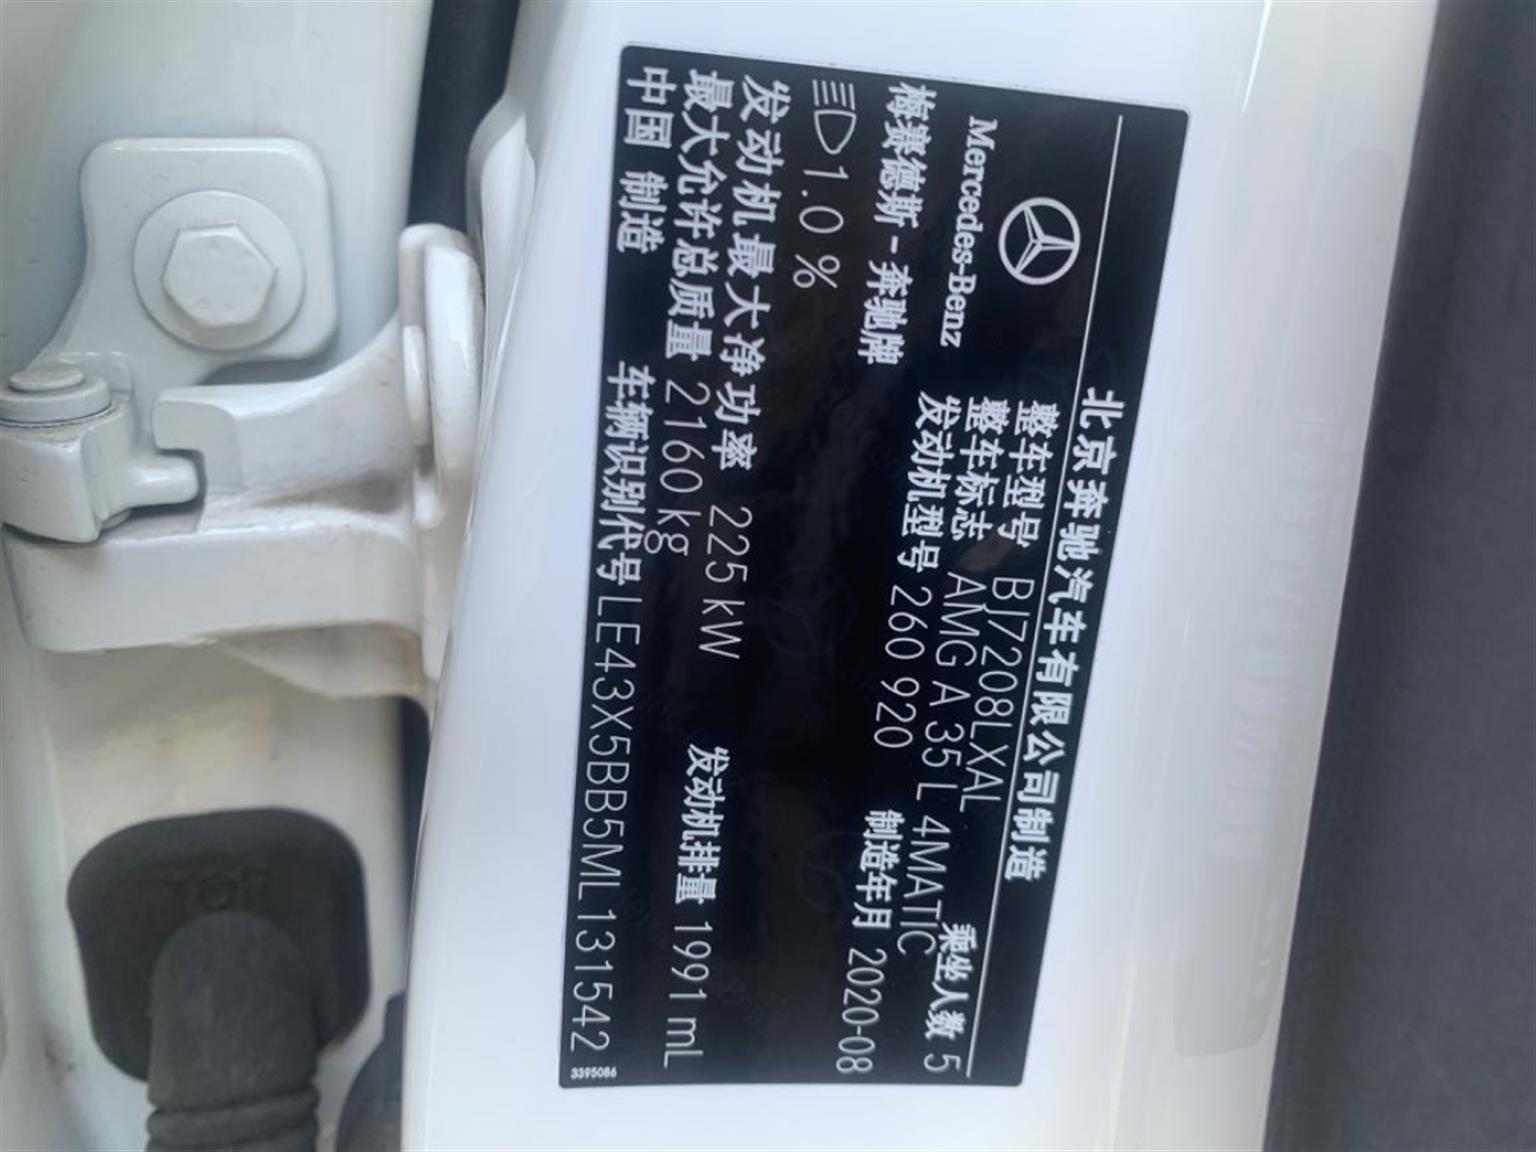 北京奔驰汽车有限公司制造
Mercedes-Benz
梅赛德斯-奔驰牌
整车型号 BJ7208LXAL
乘坐人数 5
整车标志 AMG A 35 L 4MATIC
发动机型号 260 920
制造年月 2020-08
1.0 %
发动机最大净功率 225 kW
发动机排量 1991 mL
最大允许总质量 2160 kg
中国 制造
车辆识别代号 LE43X5BB5ML131542
3395086